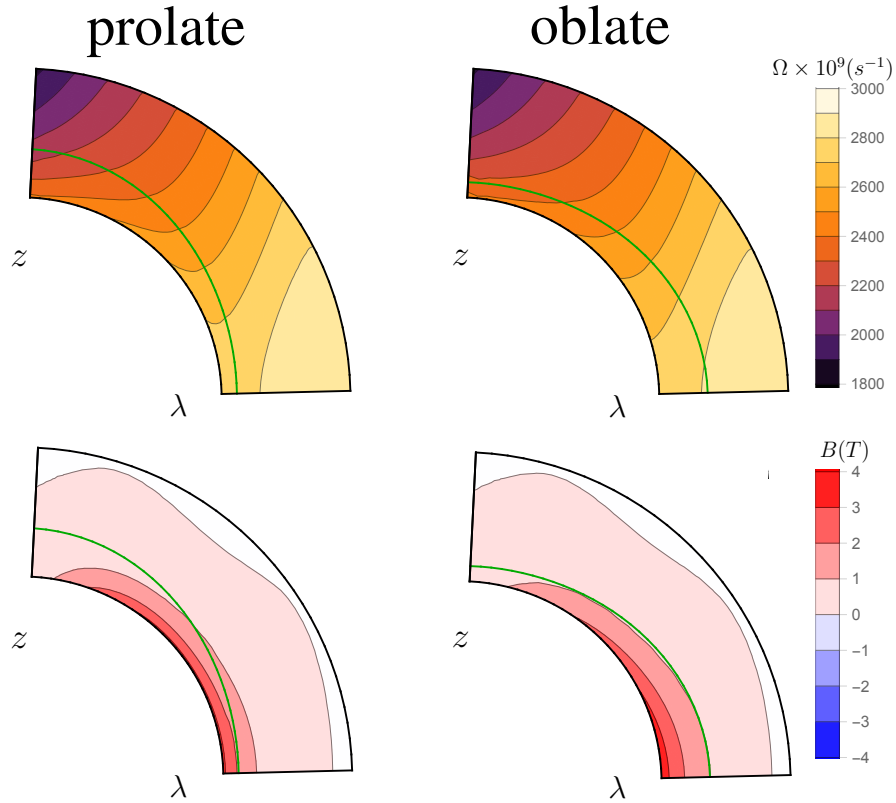 prolate
oblate
Ω × 10⁹(s⁻¹)
3000
2800
2600
2400
2200
2000
1800
z
λ
z
λ
B(T)
4
3
2
1
0
−1
−2
−3
−4
z
λ
z
λ